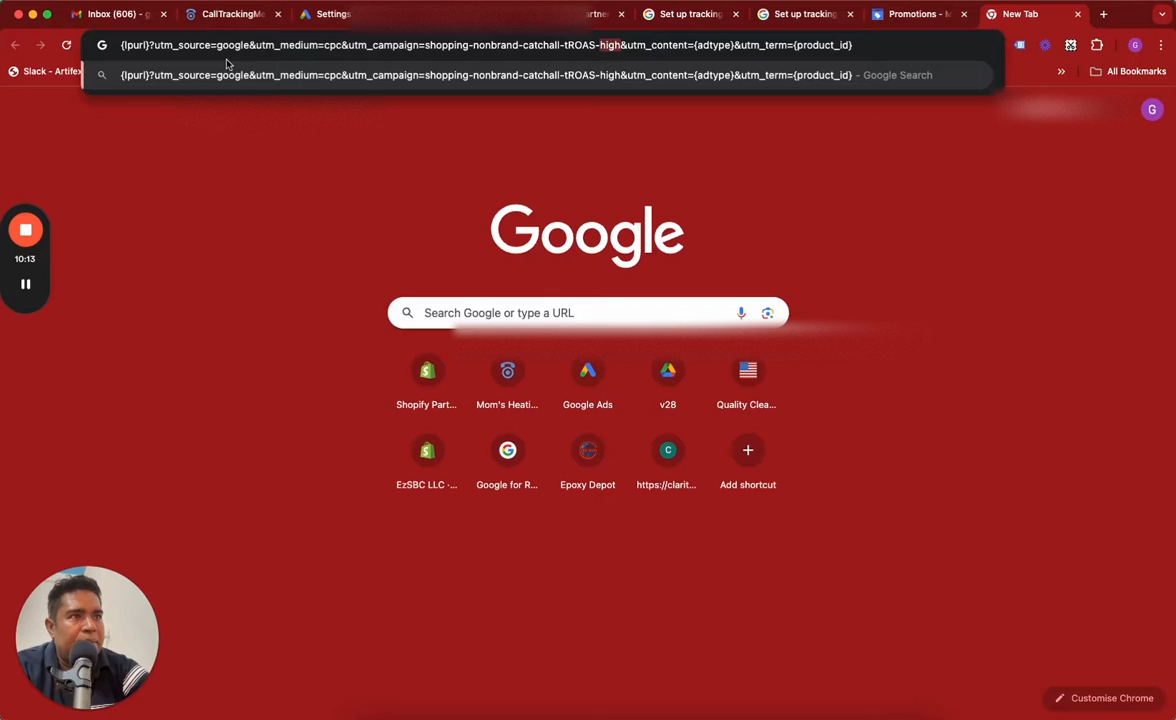 Inbox (606) - g
CallTrackingMe
Settings
artner
Set up tracking
Set up tracking
Promotions - M
New Tab
{lpurl}?utm_source=google&utm_medium=cpc&utm_campaign=shopping-nonbrand-catchall-tROAS-high&utm_content={adtype}&utm_term={product_id}
Slack - Artifex
{lpurl}?utm_source=google&utm_medium=cpc&utm_campaign=shopping-nonbrand-catchall-tROAS-high&utm_content={adtype}&utm_term={product_id} - Google Search
» All Bookmarks
G
Google
10:13
Search Google or type a URL
Shopify Part...
Mom's Heati...
Google Ads
v28
Quality Clea...
C
EzSBC LLC ·...
Google for R...
Epoxy Depot
https://clarit...
Add shortcut
Customise Chrome